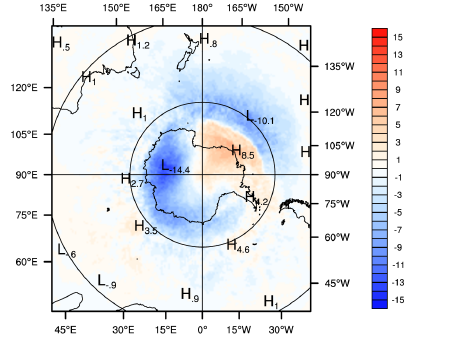 135°E 150°E 165°E 180° 165°W 150°W
H.5 H1.2 H.8 H
H1
135°W
120°E
H1 L-10.1 H 120°W
105°E 105°W
H8.5 H
L-14.4
90°E 90°W
H2.7
H4.2
75°E 75°W
H3.5
60°W
H4.6
L-.6
60°E
L-.9 45°W
H.9 H1
45°E 30°E 15°E 0° 15°W 30°W
15
13
11
9
7
5
3
1
-1
-3
-5
-7
-9
-11
-13
-15